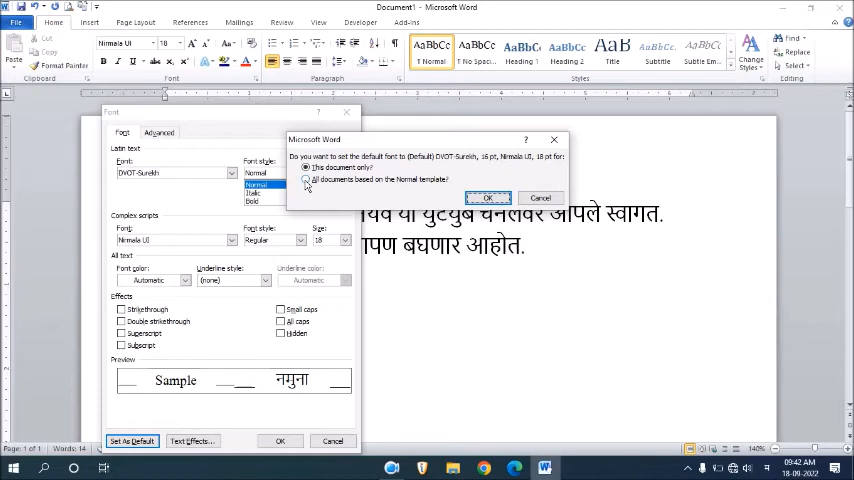 Document1 - Microsoft Word
File Home Insert Page Layout References Mailings Review View Developer Add-Ins
Cut
Copy
Format Painter
Paste
Nirmala UI 18
Clipboard Font Paragraph Styles Editing
AaBbCc AaBbCc AaBbCc AaBbCc AaB AaBbCc AaBbCc
¶ Normal ¶ No Spaci... Heading 1 Heading 2 Title Subtitle Subtle Em...
Change Styles
Find
Replace
Select
Font
Font Advanced
Latin text
Font: Font style:
DVOT-Surekh Normal
Normal
Italic
Bold
Complex scripts
Font: Font style: Size:
Nirmala UI Regular 18
All text
Font color: Underline style: Underline color:
Automatic (none) Automatic
Effects
Strikethrough Small caps
Double strikethrough All caps
Superscript Hidden
Subscript
Preview
Sample नमुना
Set As Default Text Effects... OK Cancel
Microsoft Word
Do you want to set the default font to (Default) DVOT-Surekh, 16 pt, Nirmala UI, 18 pt for:
This document only?
All documents based on the Normal template?
OK Cancel
या युट्युब चॅनलवर आपले स्वागत.
आपण बघणार आहोत.
Page: 1 of 1 Words: 14 140%
09:42 AM
18-09-2022